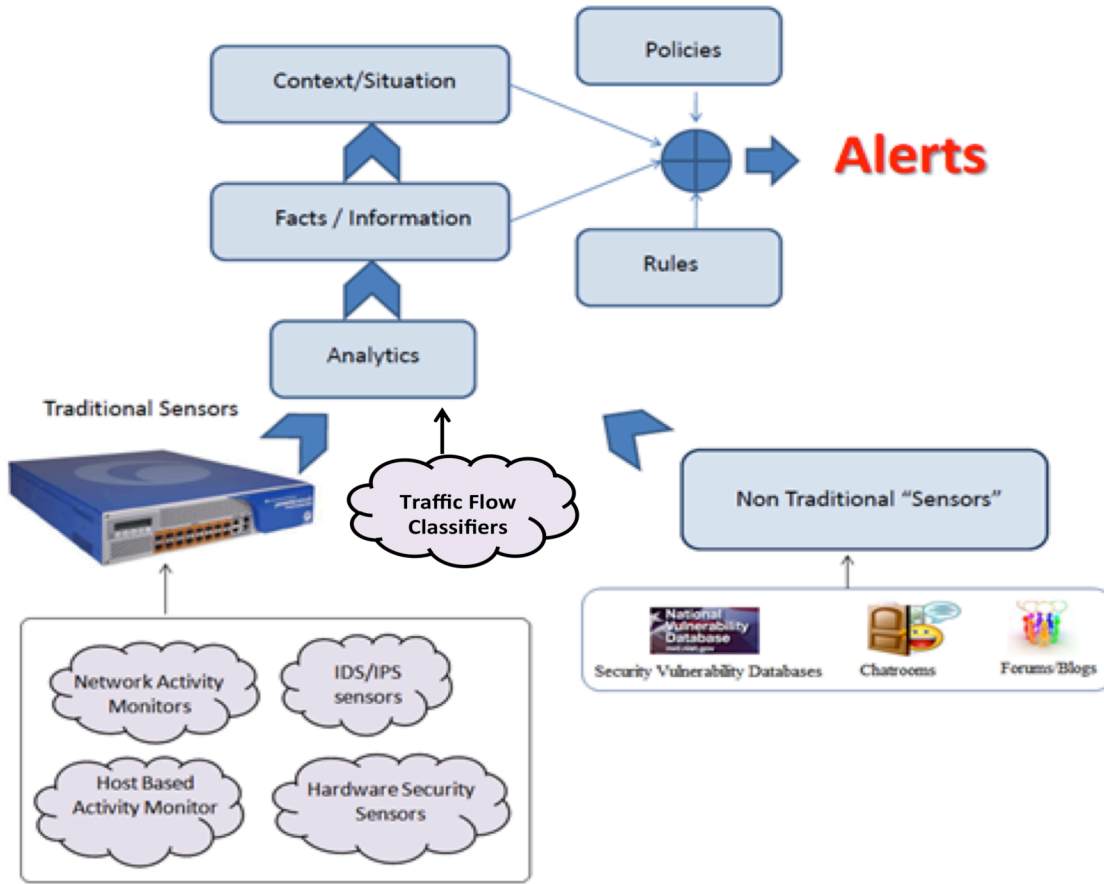 Policies
Context/Situation
Alerts
Facts / Information
Rules
Analytics
Traditional Sensors
Traffic Flow
Classifiers
Non Traditional “Sensors”
National
Vulnerability
Database
Security Vulnerability Databases
Chatrooms
Forums/Blogs
Network Activity
Monitors
IDS/IPS
sensors
Host Based
Activity Monitor
Hardware Security
Sensors